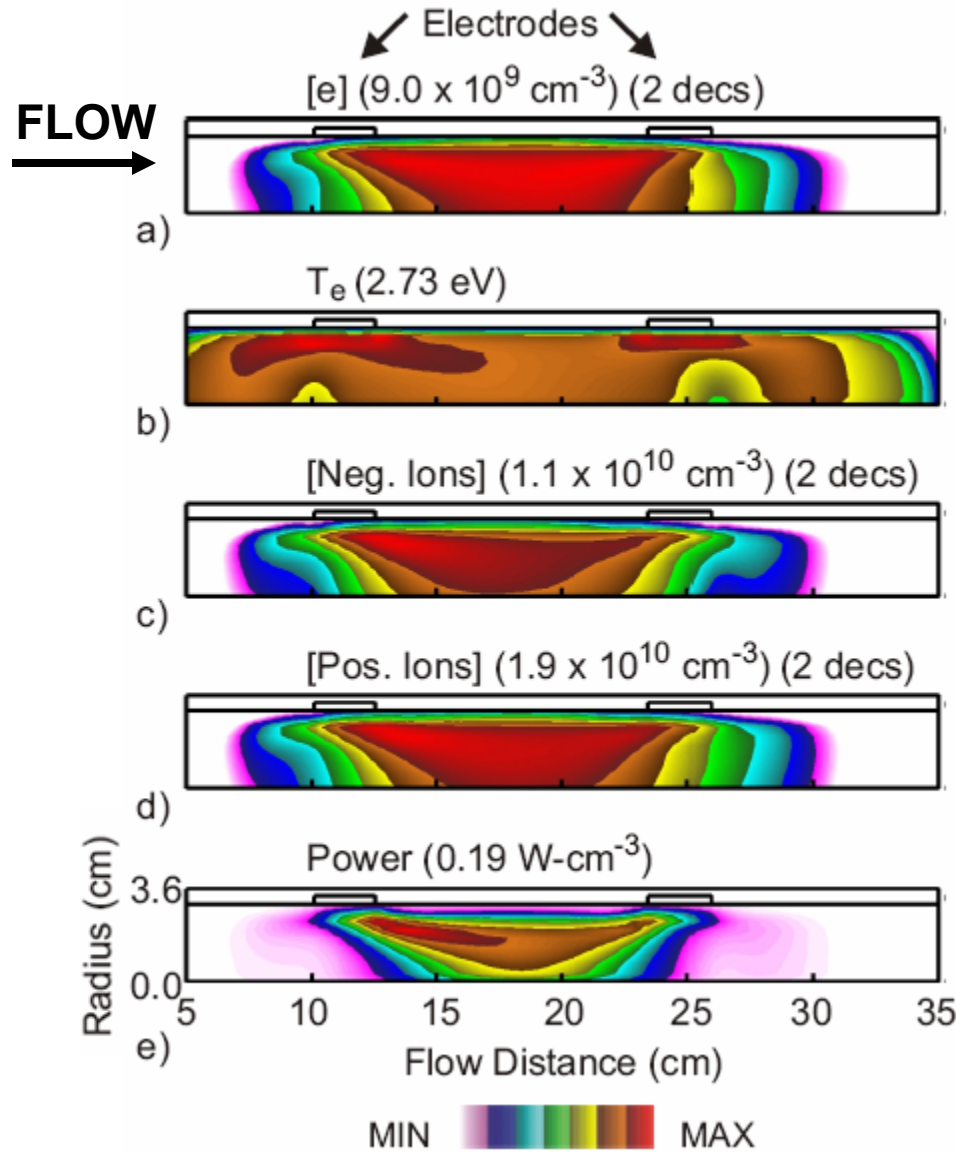 Electrodes
[e] (9.0 x 10⁹ cm⁻³) (2 decs)
FLOW
a)
Tₑ (2.73 eV)
b)
[Neg. Ions] (1.1 x 10¹⁰ cm⁻³) (2 decs)
c)
[Pos. Ions] (1.9 x 10¹⁰ cm⁻³) (2 decs)
d)
Power (0.19 W-cm⁻³)
Radius (cm)
3.6
0.0
5 10 15 20 25 30 35
e)
Flow Distance (cm)
MIN MAX